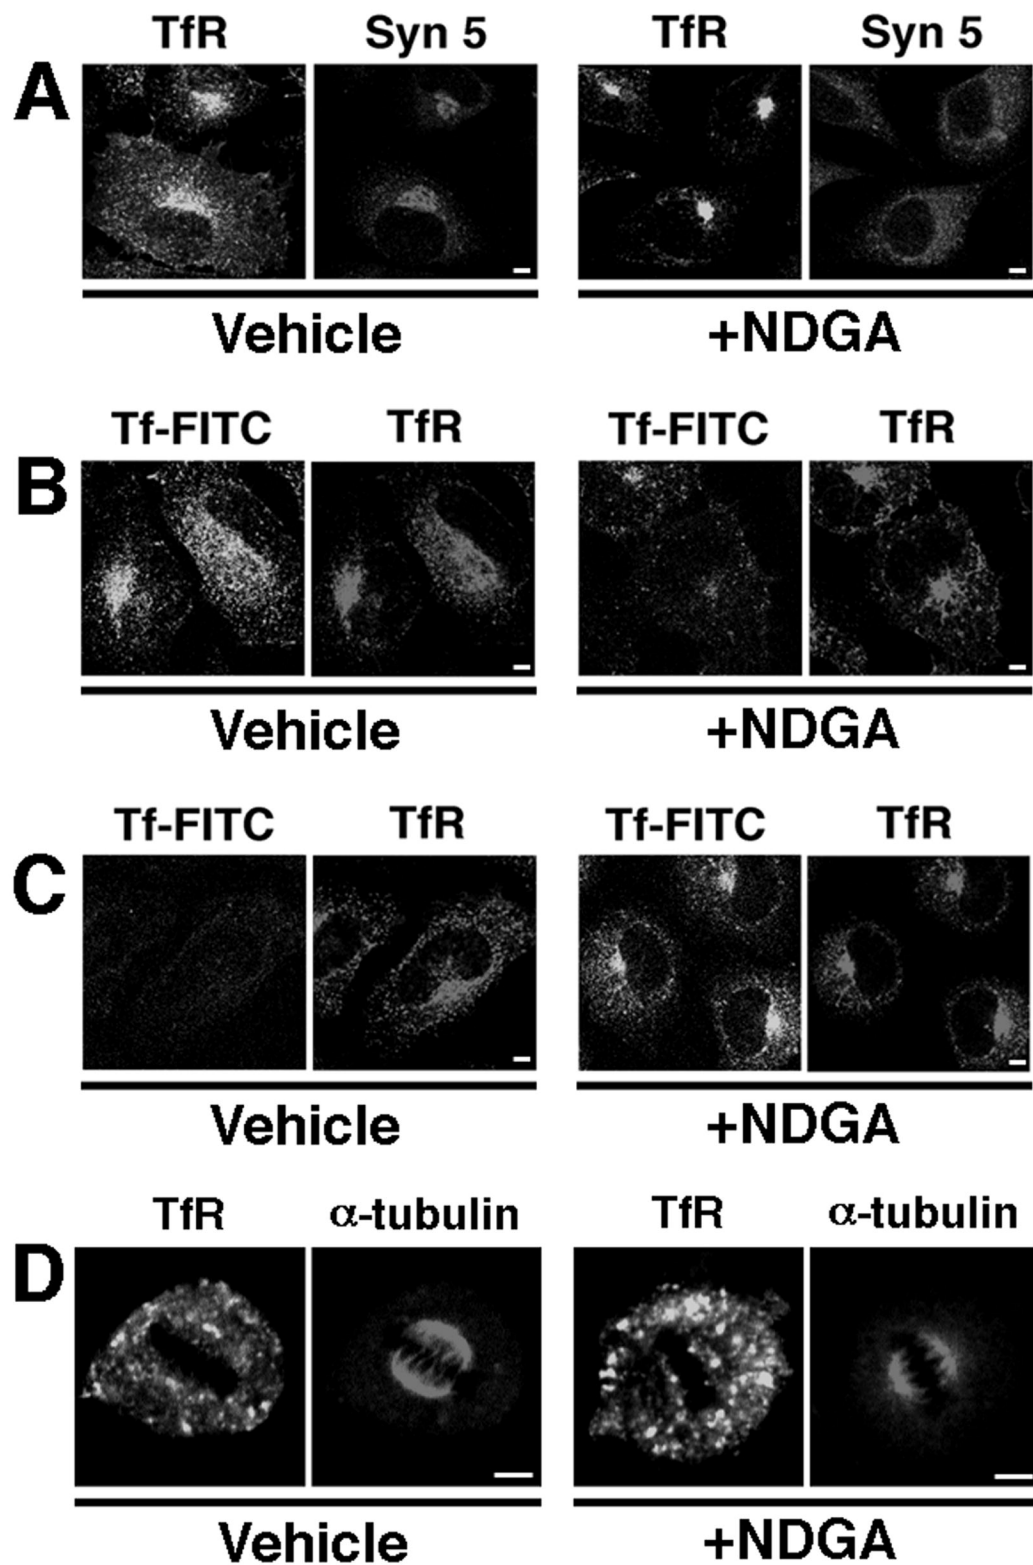 TfR Syn 5 TfR Syn 5
A
Vehicle +NDGA
Tf-FITC TfR Tf-FITC TfR
B
Vehicle +NDGA
Tf-FITC TfR Tf-FITC TfR
C
Vehicle +NDGA
TfR α-tubulin TfR α-tubulin
D
Vehicle +NDGA